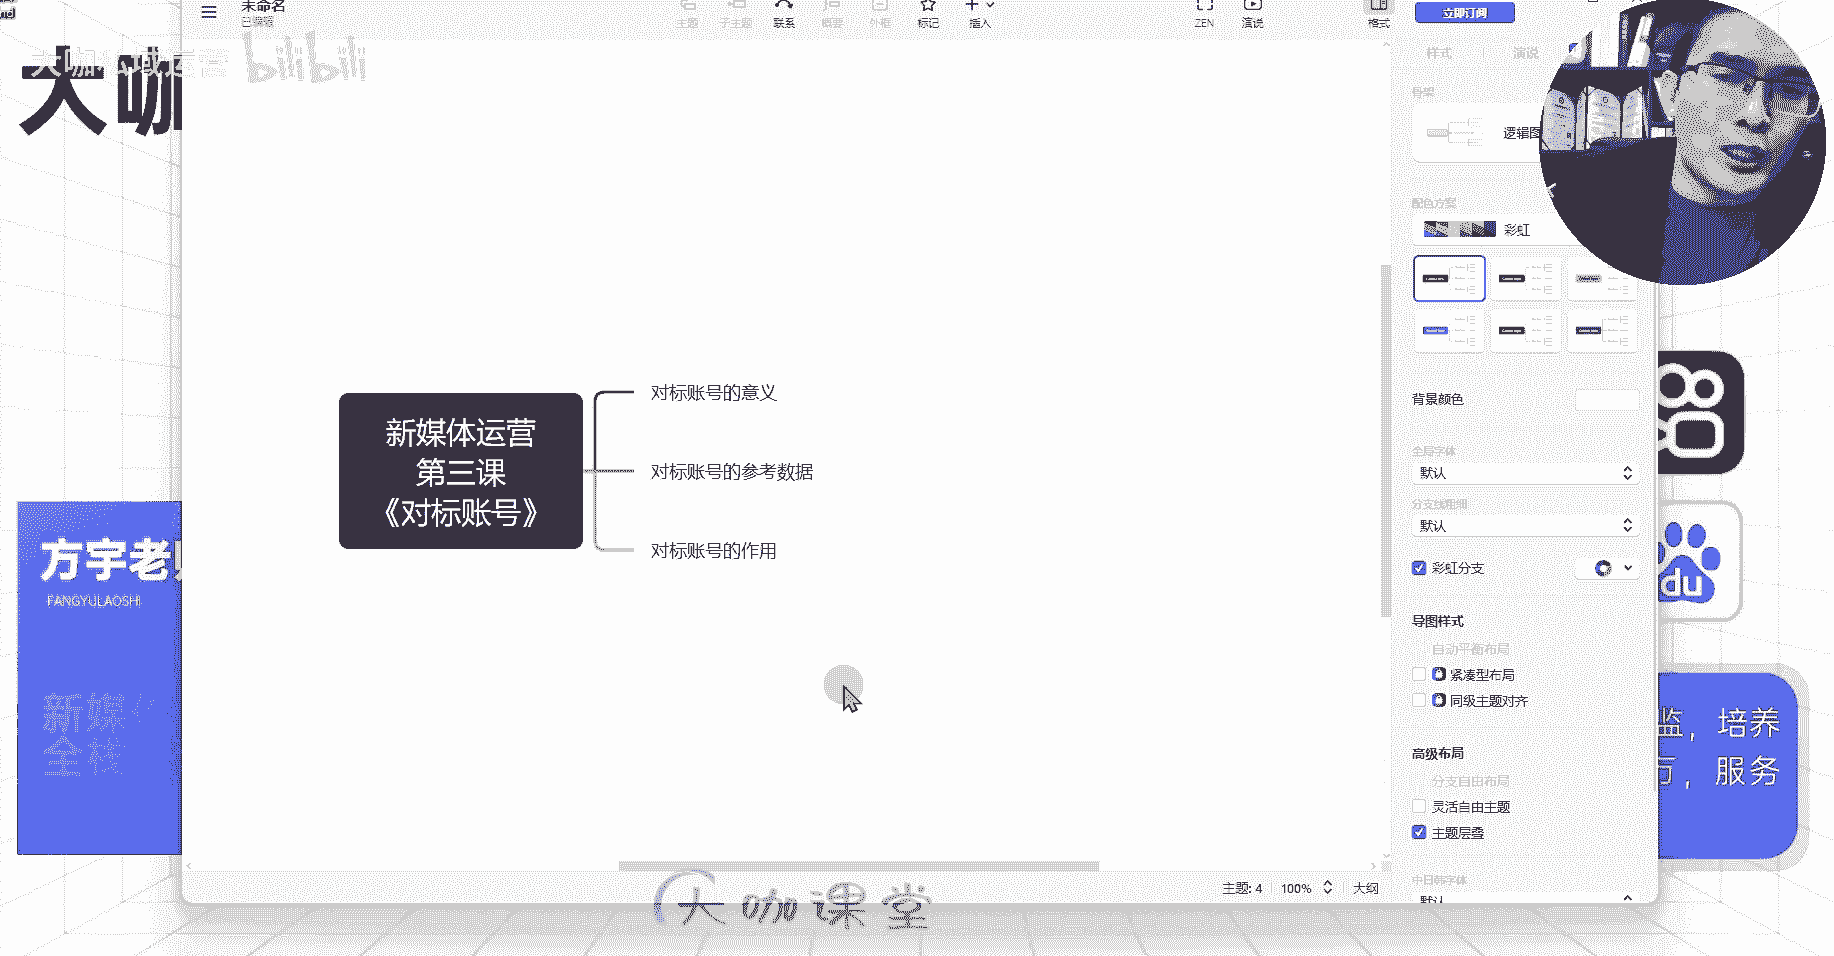 未命名
已编辑
主题
子主题
联系
概要
外框
标记
插入
ZEN
演说
格式
立即订阅
大咖私域运营
bilibili
大咖
样式
演说
骨架
逻辑图
配色方案
彩虹
新媒体运营
第三课
《对标账号》
对标账号的意义
对标账号的参考数据
对标账号的作用
背景颜色
全局字体
默认
分支线粗细
默认
彩虹分支
导图样式
自动平衡布局
紧凑型布局
同级主题对齐
高级布局
分支自由布局
灵活自由主题
主题层叠
中日韩字体
默认
方宇老
FANGYULAOSHI
新媒
全栈
du
监，培养
，服务
主题: 4
100%
大纲
大咖课堂